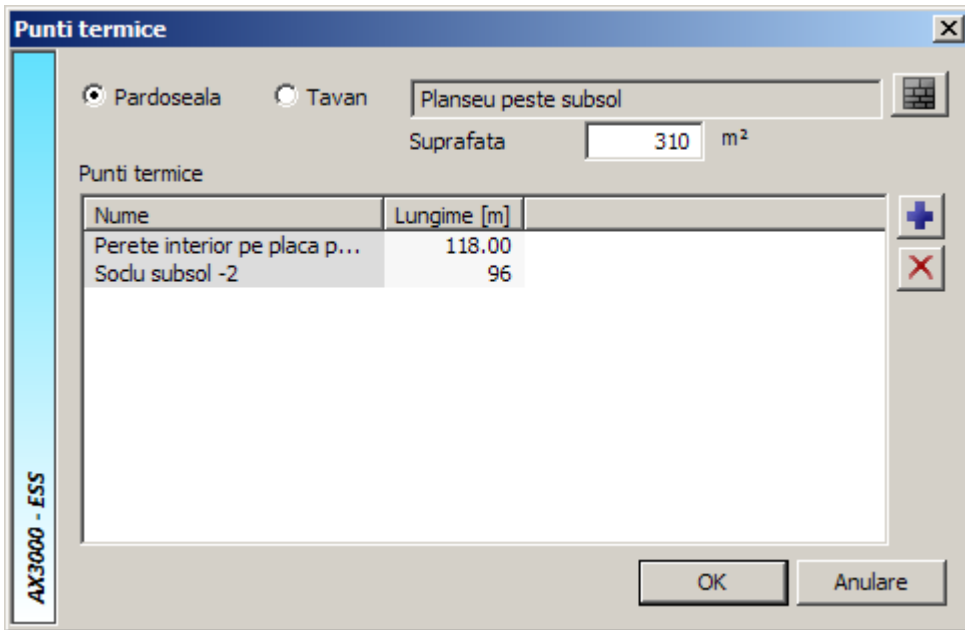 Punti termice
Pardoseala Tavan Planseu peste subsol
Suprafata 310 m²
Punti termice
Nume Lungime [m]
Perete interior pe placa p... 118.00
Soclu subsol -2 96
AX3000 - ESS
OK Anulare